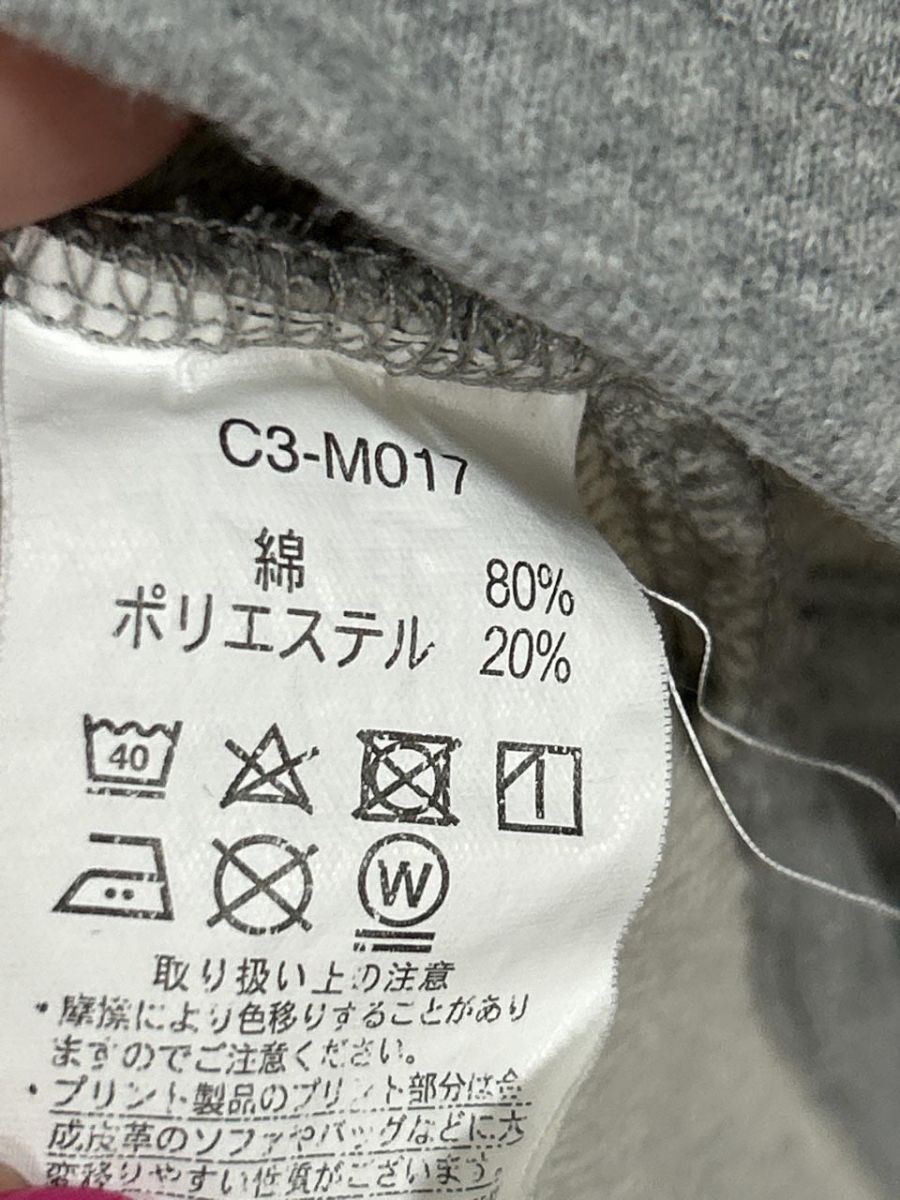 C3-M017
綿 80%
ポリエステル 20%
40
W
取り扱い上の注意
・摩擦により色移りすることがあり
ますのでご注意ください。
・プリント製品のプリント部分は合
成皮革のソファやバッグなどに大
変移りやすい性質がございます。